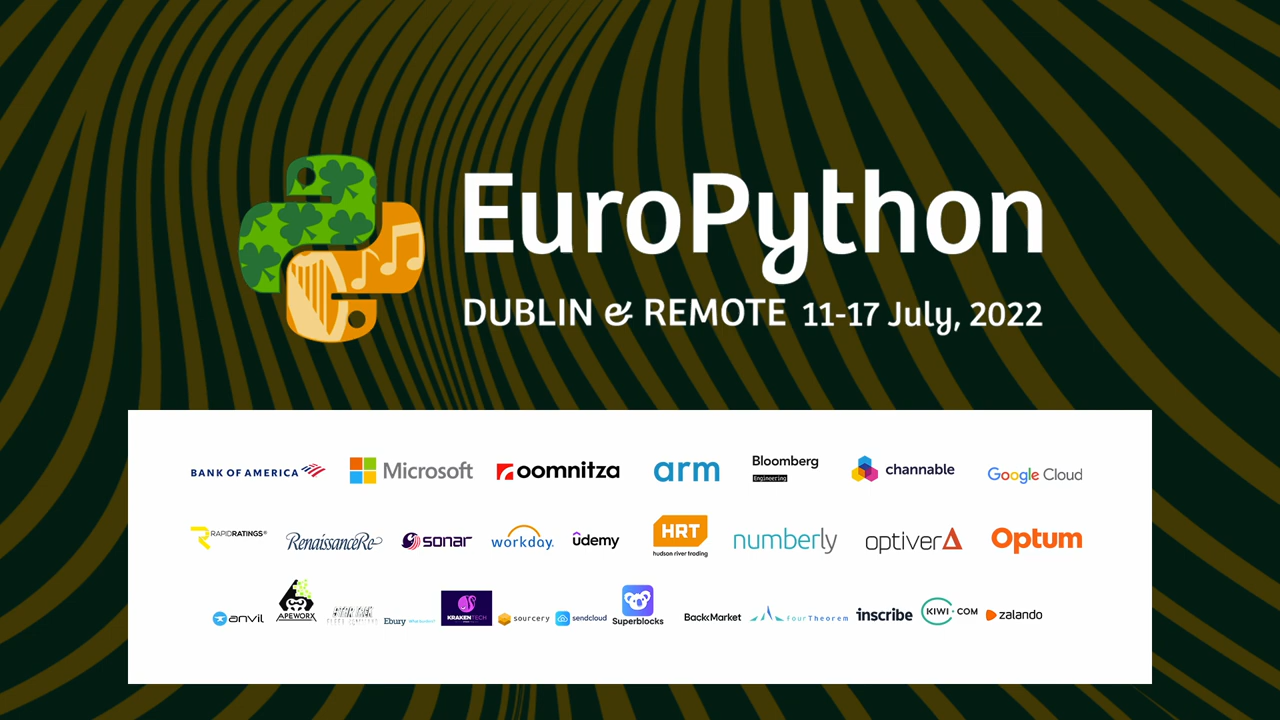 EuroPython
DUBLIN & REMOTE 11-17 July, 2022
BANK OF AMERICA Microsoft oomnitza arm Bloomberg Engineering channable Google Cloud
RAPIDRATINGS® RenaissanceRe sonar workday. udemy HRT hudson river trading numberly optiver Optum
anvil APEWORX Ebury KRAKENTECH sourcery sendcloud Superblocks BackMarket fourTheorem inscribe KIWI.COM zalando